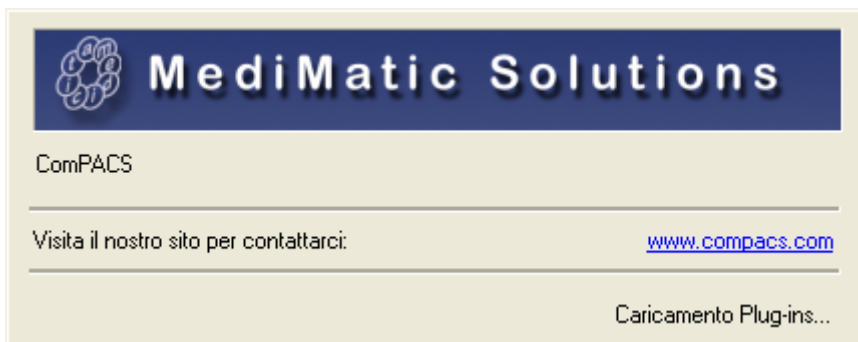 MediMatic Solutions
ComPACS
Visita il nostro sito per contattarci: www.compacs.com
Caricamento Plug-ins...